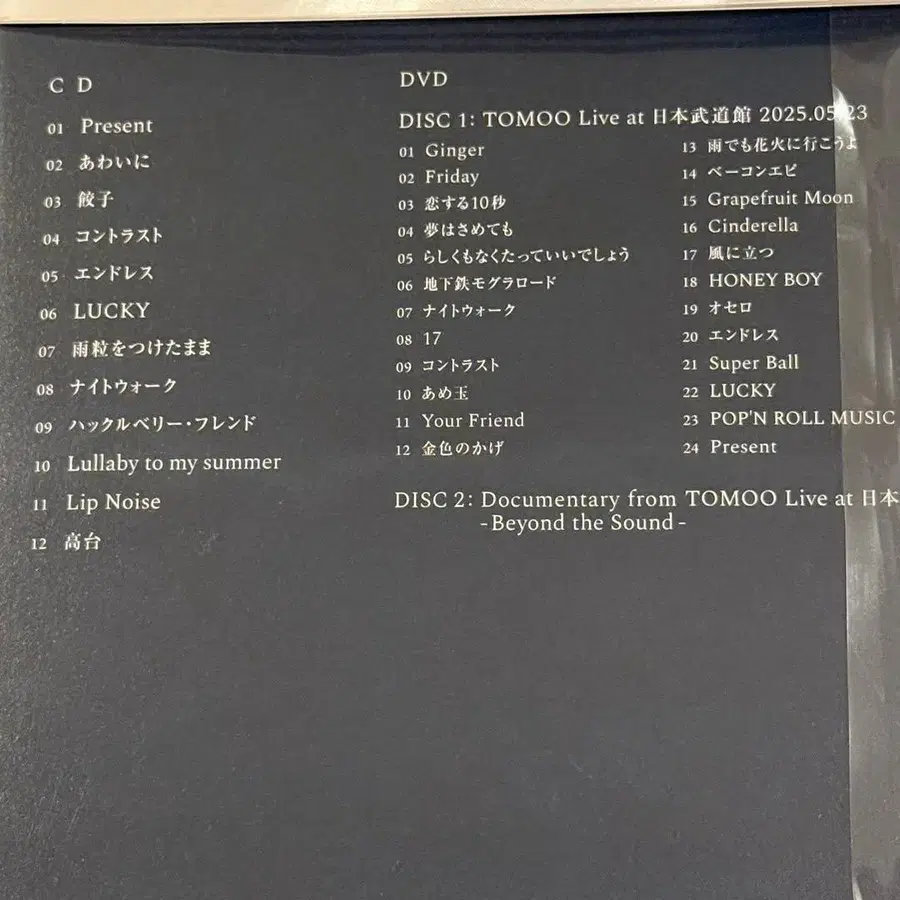 CD
01 Present
02 あわいに
03 餃子
04 コントラスト
05 エンドレス
06 LUCKY
07 雨粒をつけたまま
08 ナイトウォーク
09 ハックルベリー・フレンド
10 Lullaby to my summer
11 Lip Noise
12 高台
DVD
DISC 1: TOMOO Live at 日本武道館 2025.05.23
01 Ginger
02 Friday
03 恋する10秒
04 夢はさめても
05 らしくもなくたっていいでしょう
06 地下鉄モグラロード
07 ナイトウォーク
08 17
09 コントラスト
10 あめ玉
11 Your Friend
12 金色のかげ
13 雨でも花火に行こうよ
14 ベーコンエピ
15 Grapefruit Moon
16 Cinderella
17 風に立つ
18 HONEY BOY
19 オセロ
20 エンドレス
21 Super Ball
22 LUCKY
23 POP'N ROLL MUSIC
24 Present
DISC 2: Documentary from TOMOO Live at 日本
-Beyond the Sound-